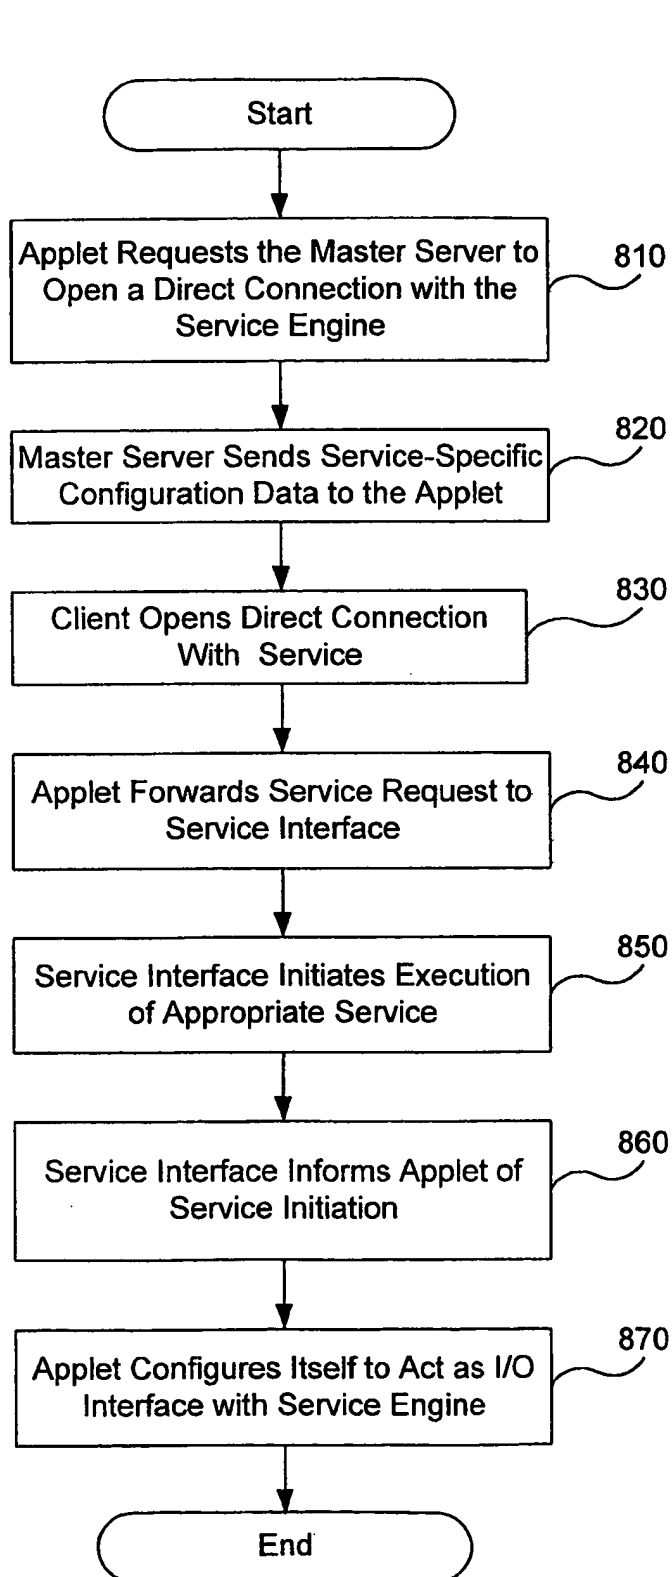 Start
Applet Requests the Master Server to
Open a Direct Connection with the
Service Engine
810
Master Server Sends Service-Specific
Configuration Data to the Applet
820
Client Opens Direct Connection
With Service
830
Applet Forwards Service Request to
Service Interface
840
Service Interface Initiates Execution
of Appropriate Service
850
Service Interface Informs Applet of
Service Initiation
860
Applet Configures Itself to Act as I/O
Interface with Service Engine
870
End